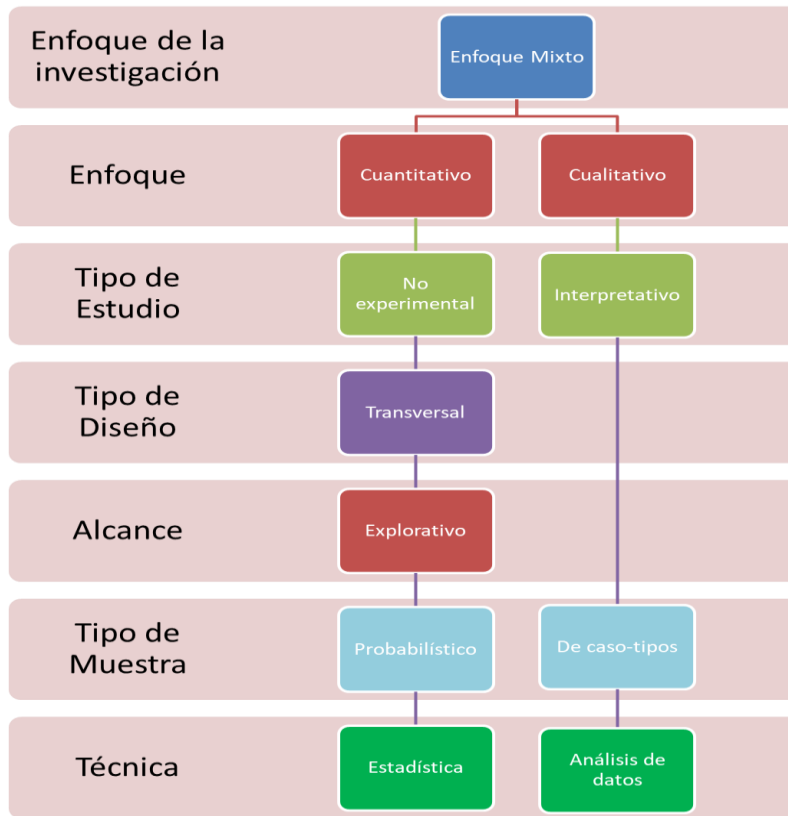 Enfoque de la
investigación
Enfoque Mixto
Enfoque
Cuantitativo
Cualitativo
Tipo de
Estudio
No
experimental
Interpretativo
Tipo de
Diseño
Transversal
Alcance
Explorativo
Tipo de
Muestra
Probabilístico
De caso-tipos
Técnica
Estadística
Análisis de
datos